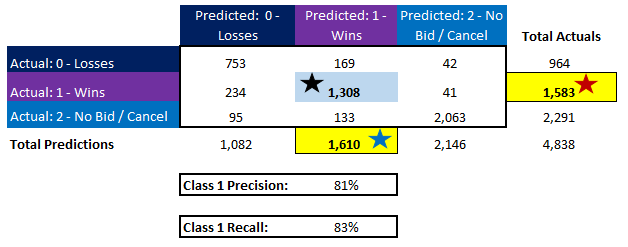 Predicted: 0 - Losses Predicted: 1 - Wins Predicted: 2 - No Bid / Cancel Total Actuals
Actual: 0 - Losses 753 169 42 964
Actual: 1 - Wins 234 1,308 41 1,583
Actual: 2 - No Bid / Cancel 95 133 2,063 2,291
Total Predictions 1,082 1,610 2,146 4,838
Class 1 Precision: 81%
Class 1 Recall: 83%